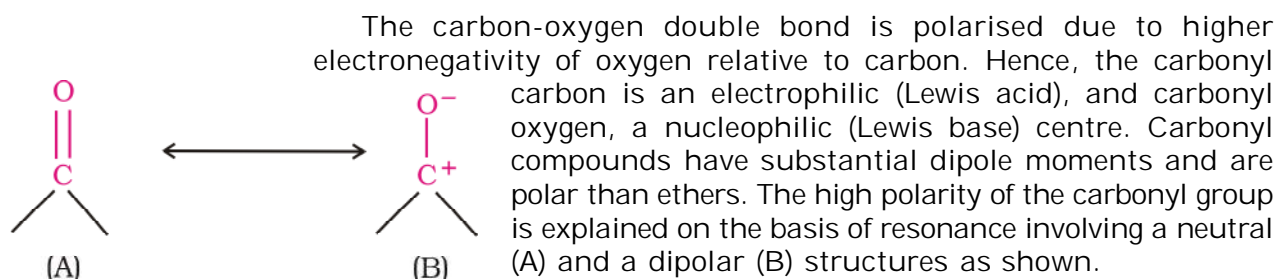 The carbon-oxygen double bond is polarised due to higher
electronegativity of oxygen relative to carbon. Hence, the carbonyl
carbon is an electrophilic (Lewis acid), and carbonyl
oxygen, a nucleophilic (Lewis base) centre. Carbonyl
compounds have substantial dipole moments and are
polar than ethers. The high polarity of the carbonyl group
is explained on the basis of resonance involving a neutral
(A) and a dipolar (B) structures as shown.
O
C
(A)
O−
C+
(B)